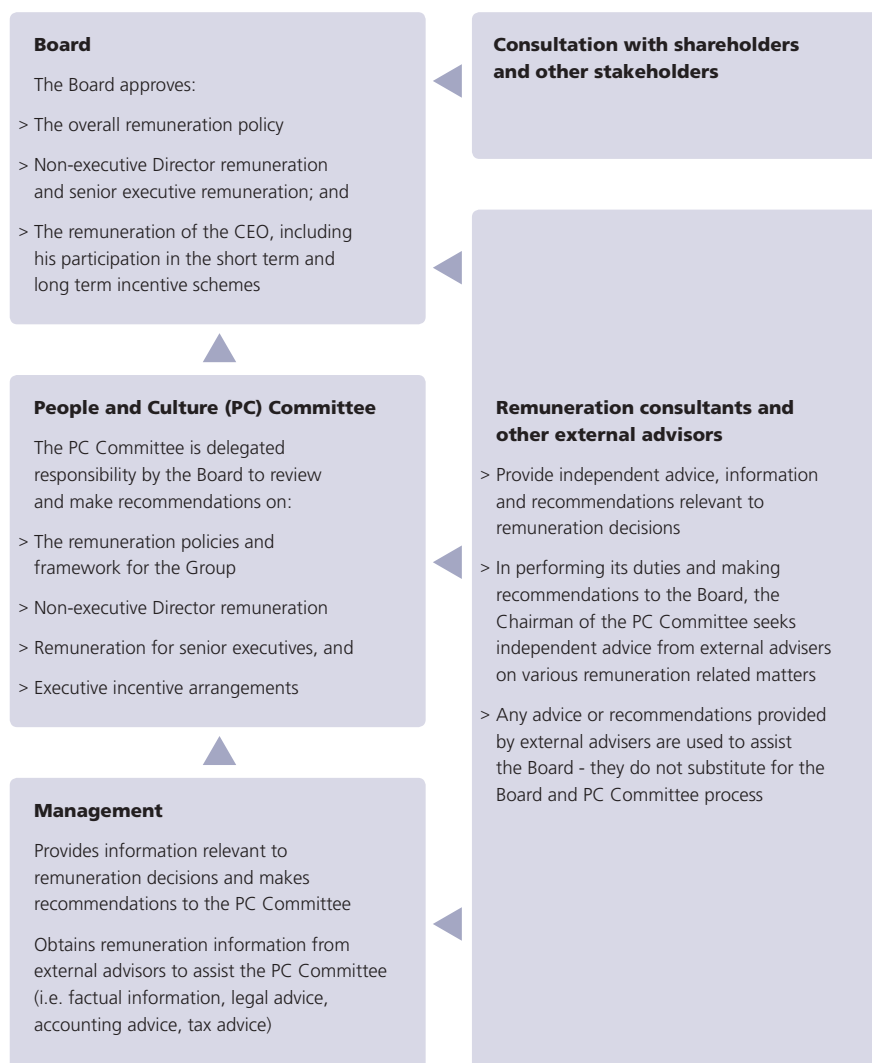 Board
The Board approves:
> The overall remuneration policy
> Non-executive Director remuneration
and senior executive remuneration; and
> The remuneration of the CEO, including
his participation in the short term and
long term incentive schemes
Consultation with shareholders
and other stakeholders
People and Culture (PC) Committee
The PC Committee is delegated
responsibility by the Board to review
and make recommendations on:
> The remuneration policies and
framework for the Group
> Non-executive Director remuneration
> Remuneration for senior executives, and
> Executive incentive arrangements
Remuneration consultants and
other external advisors
> Provide independent advice, information
and recommendations relevant to
remuneration decisions
> In performing its duties and making
recommendations to the Board, the
Chairman of the PC Committee seeks
independent advice from external advisers
on various remuneration related matters
> Any advice or recommendations provided
by external advisers are used to assist
the Board - they do not substitute for the
Board and PC Committee process
Management
Provides information relevant to
remuneration decisions and makes
recommendations to the PC Committee
Obtains remuneration information from
external advisors to assist the PC Committee
(i.e. factual information, legal advice,
accounting advice, tax advice)